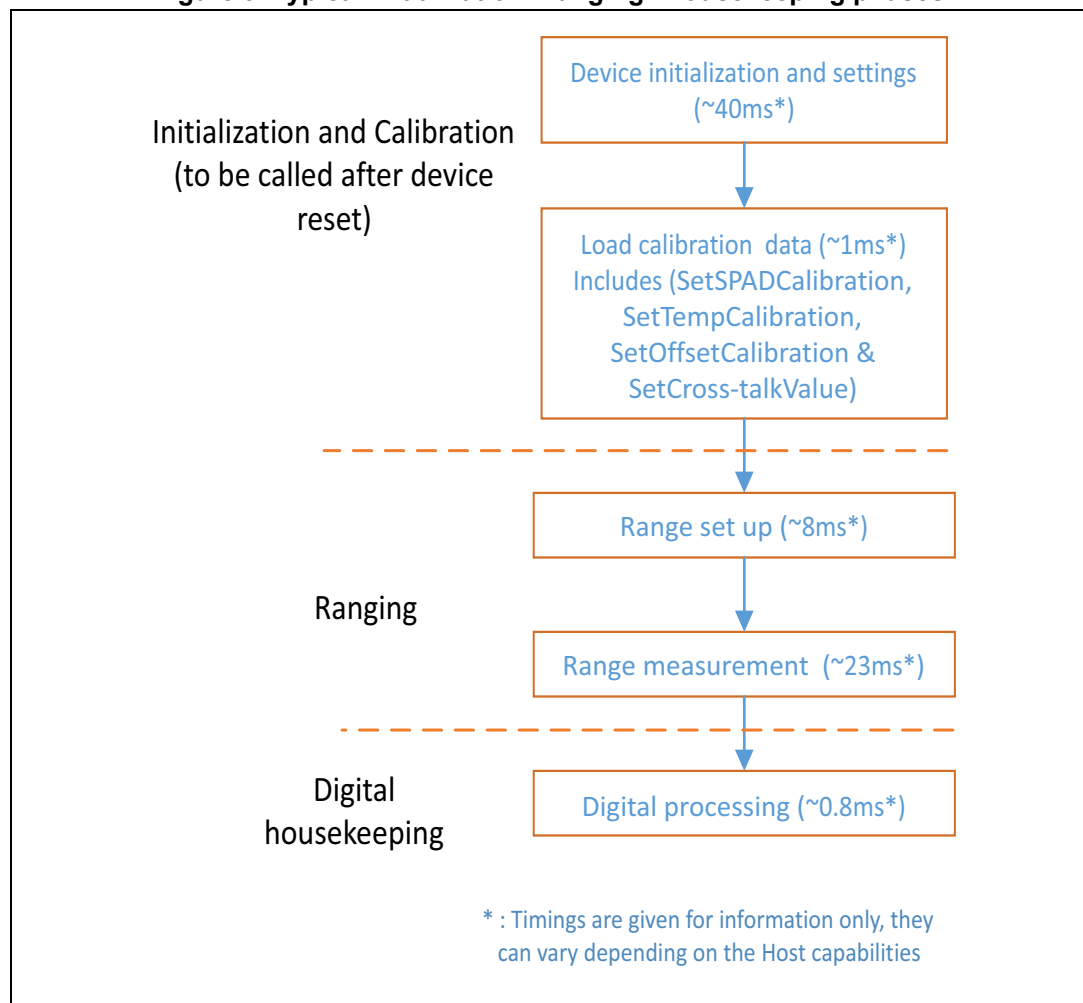 Device initialization and settings
(~40ms*)
Initialization and Calibration
(to be called after device
reset)
Load calibration data (~1ms*)
Includes (SetSPADCalibration,
SetTempCalibration,
SetOffsetCalibration &
SetCross-talkValue)
Range set up (~8ms*)
Ranging
Range measurement (~23ms*)
Digital
housekeeping
Digital processing (~0.8ms*)
* : Timings are given for information only, they
can vary depending on the Host capabilities